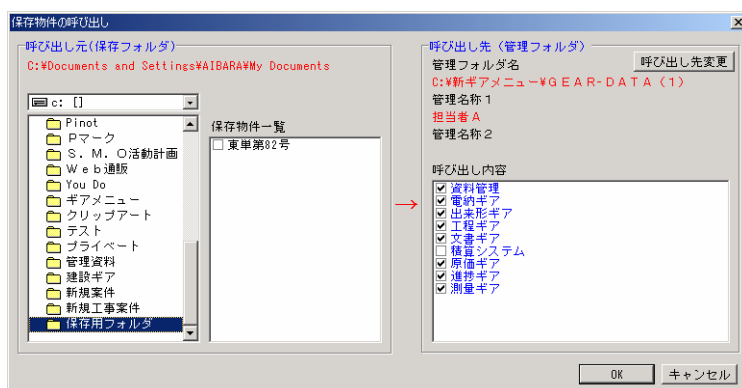 保存物件の呼び出し
呼び出し元(保存フォルダ)
C:¥Documents and Settings¥AIBARA¥My Documents
c: []
Pinot
Pマーク
S．M．O活動計画
Web通販
You Do
ギアメニュー
クリップアート
テスト
プライベート
管理資料
建設ギア
新規案件
新規工事案件
保存用フォルダ
保存物件一覧
東単第82号
→
呼び出し先（管理フォルダ）
管理フォルダ名
呼び出し先変更
C:¥新ギアメニュー¥GEAR-DATA（1）
管理名称1
担当者A
管理名称2
呼び出し内容
資料管理
電納ギア
出来形ギア
工程ギア
文書ギア
積算システム
原価ギア
進捗ギア
測量ギア
OK
キャンセル